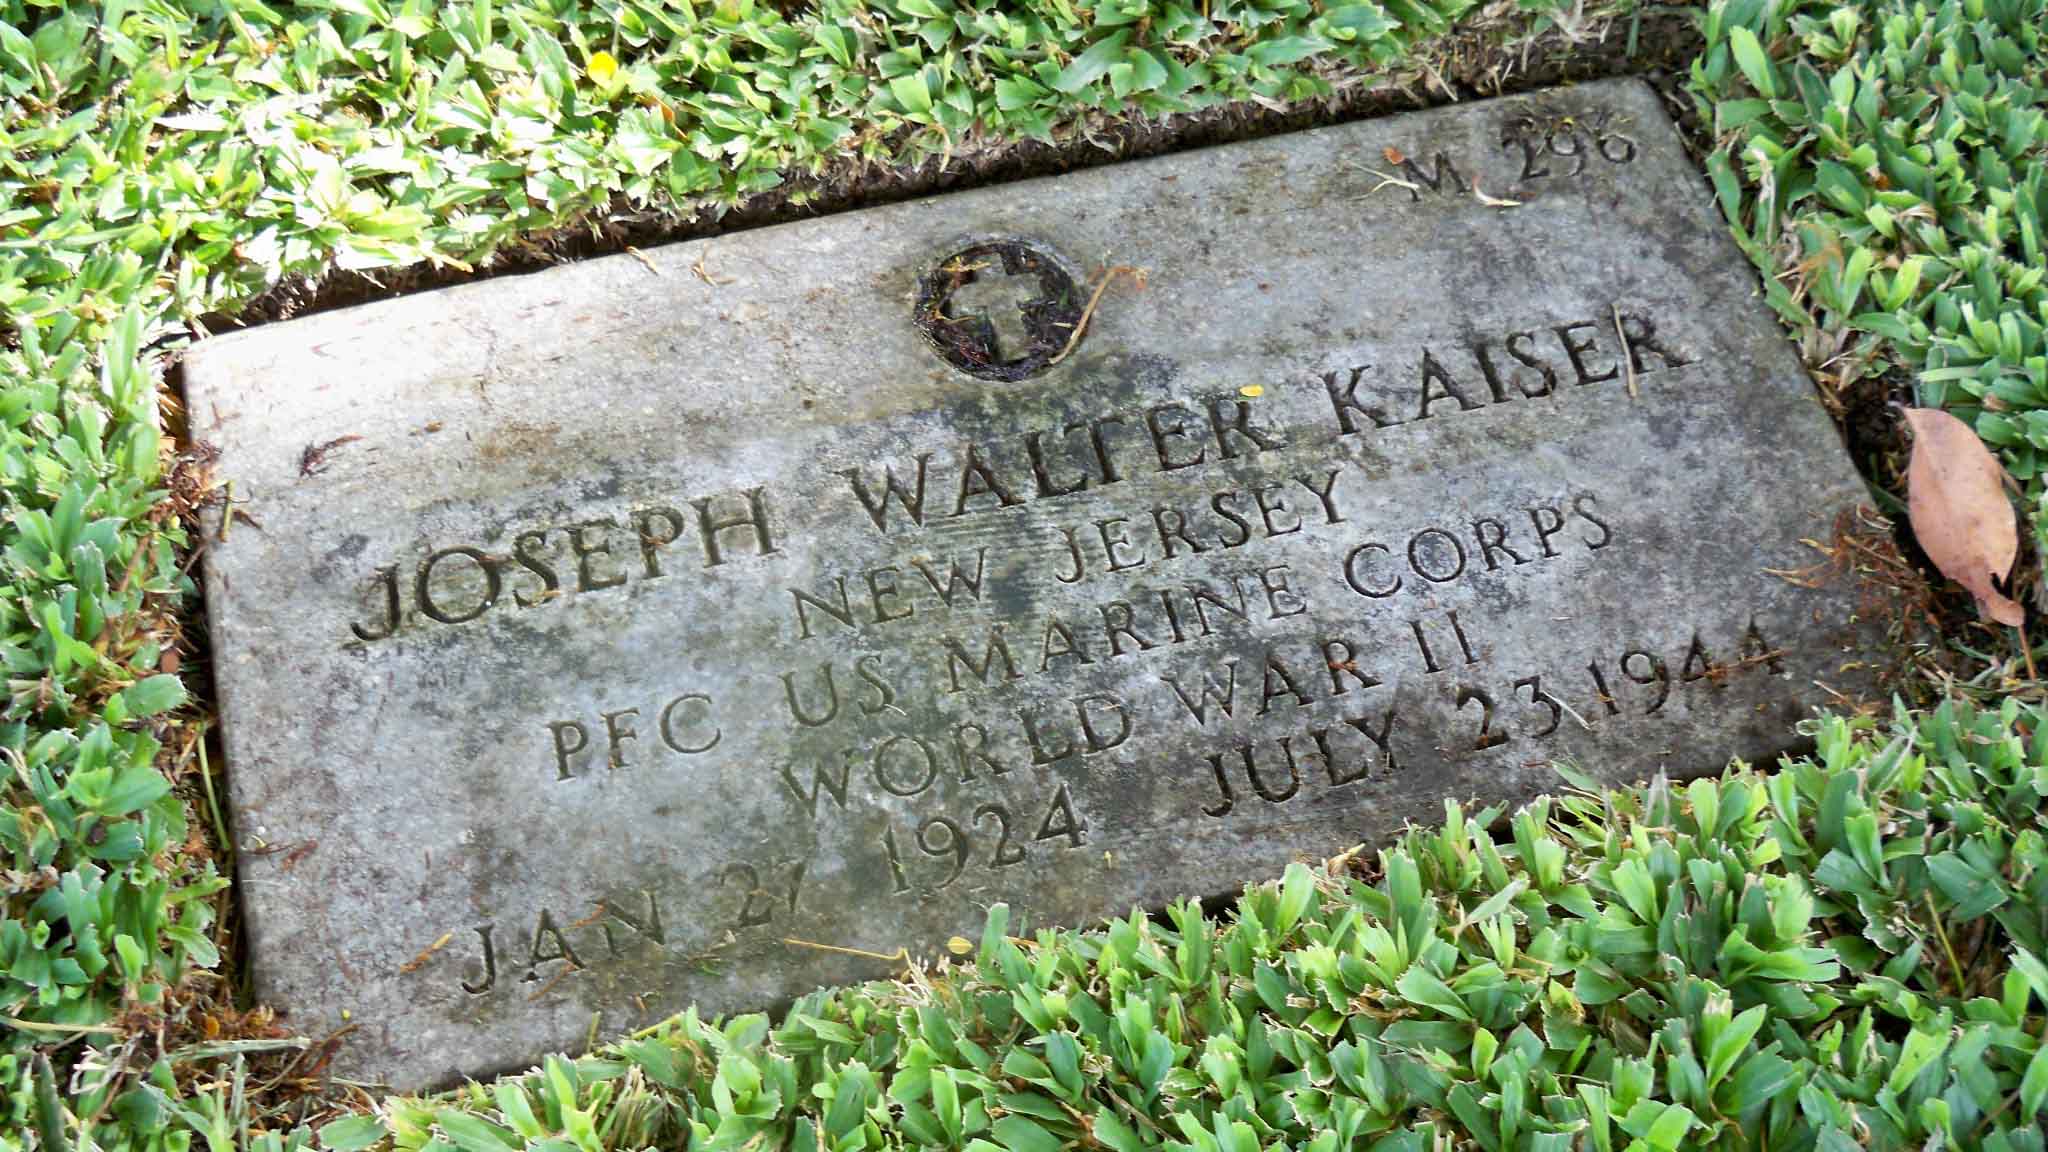 M 296
JOSEPH WALTER KAISER
NEW JERSEY
PFC US MARINE CORPS
WORLD WAR II
JAN 27 1924 JULY 23 1944